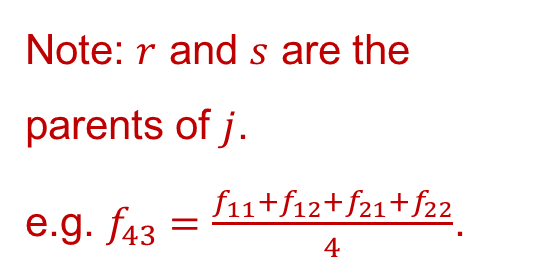 Note: r and s are the
parents of j.
e.g. f₄₃ = (f₁₁+f₁₂+f₂₁+f₂₂)/4.